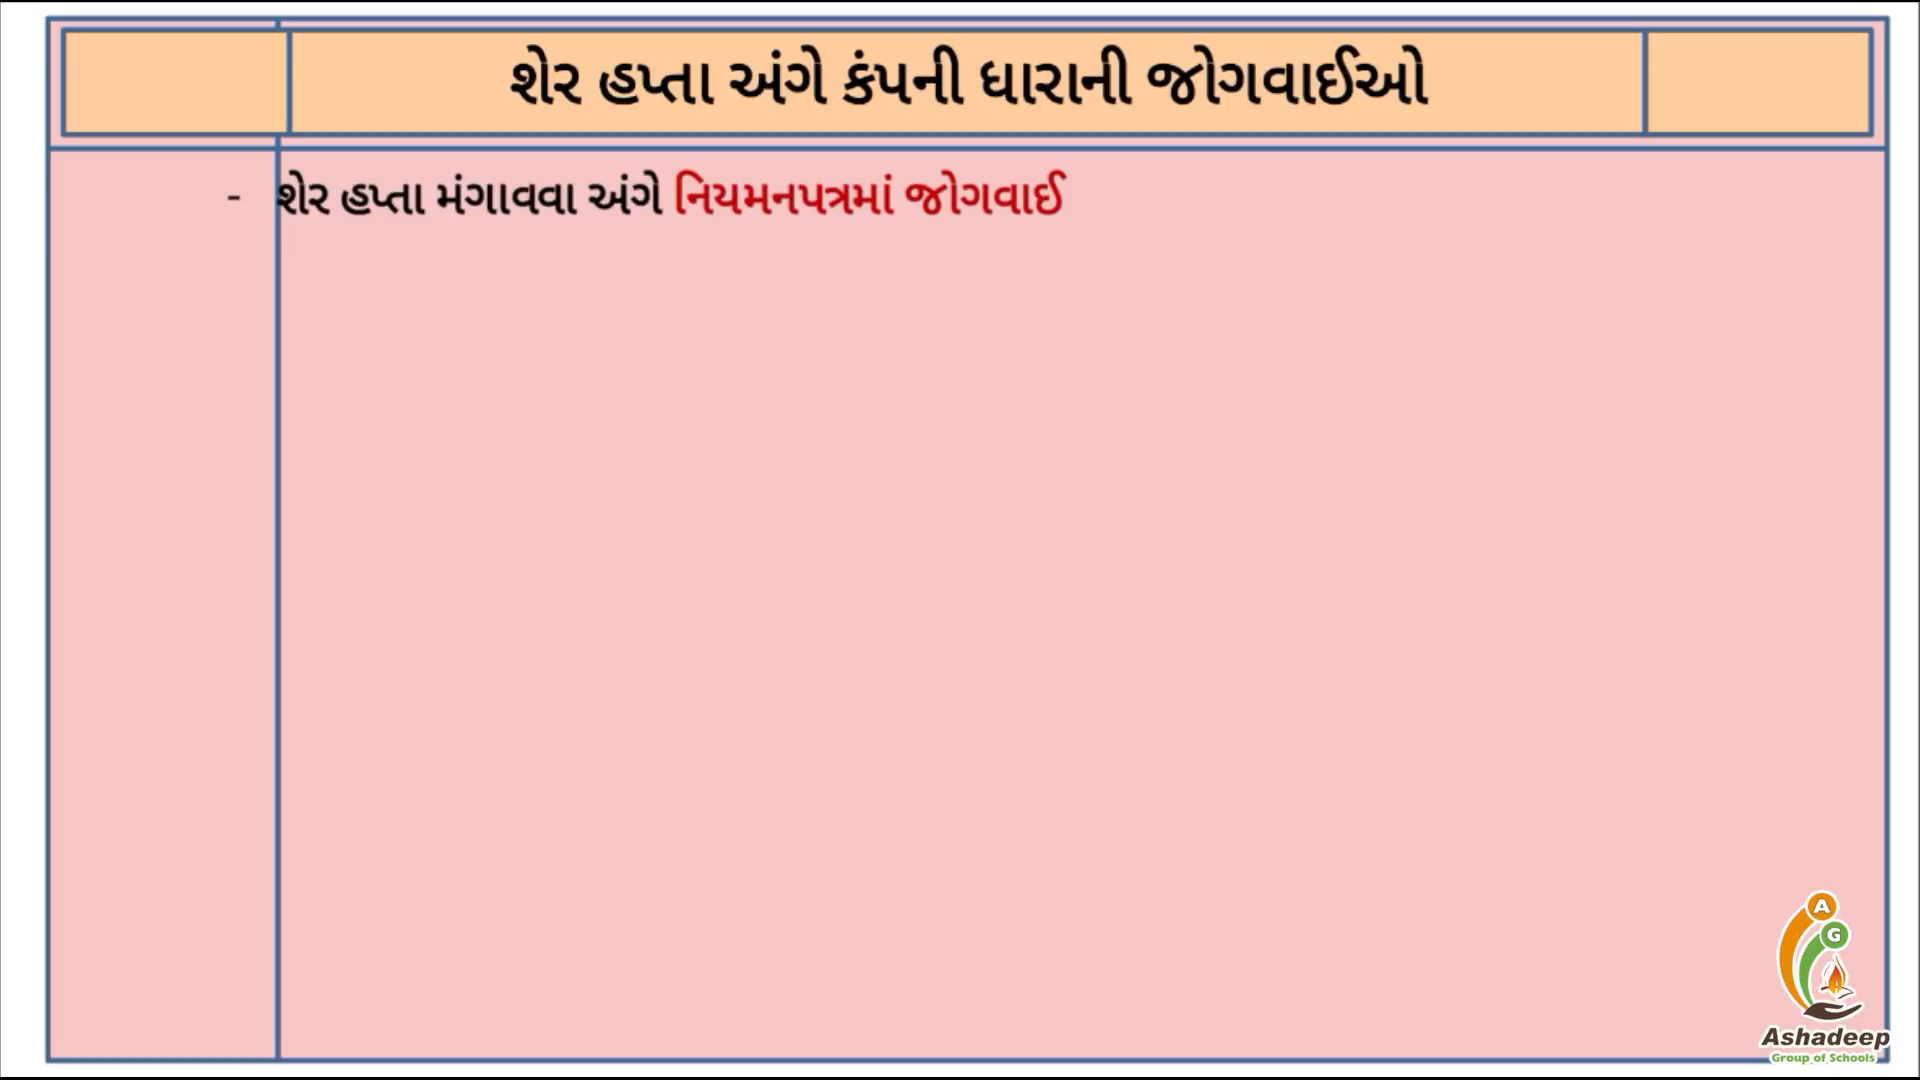 શેર હપ્તા અંગે કંપની ધારાની જોગવાઈઓ
- શેર હપ્તા મંગાવવા અંગે નિયમનપત્રમાં જોગવાઈ
A
G
Ashadeep
Group of Schools